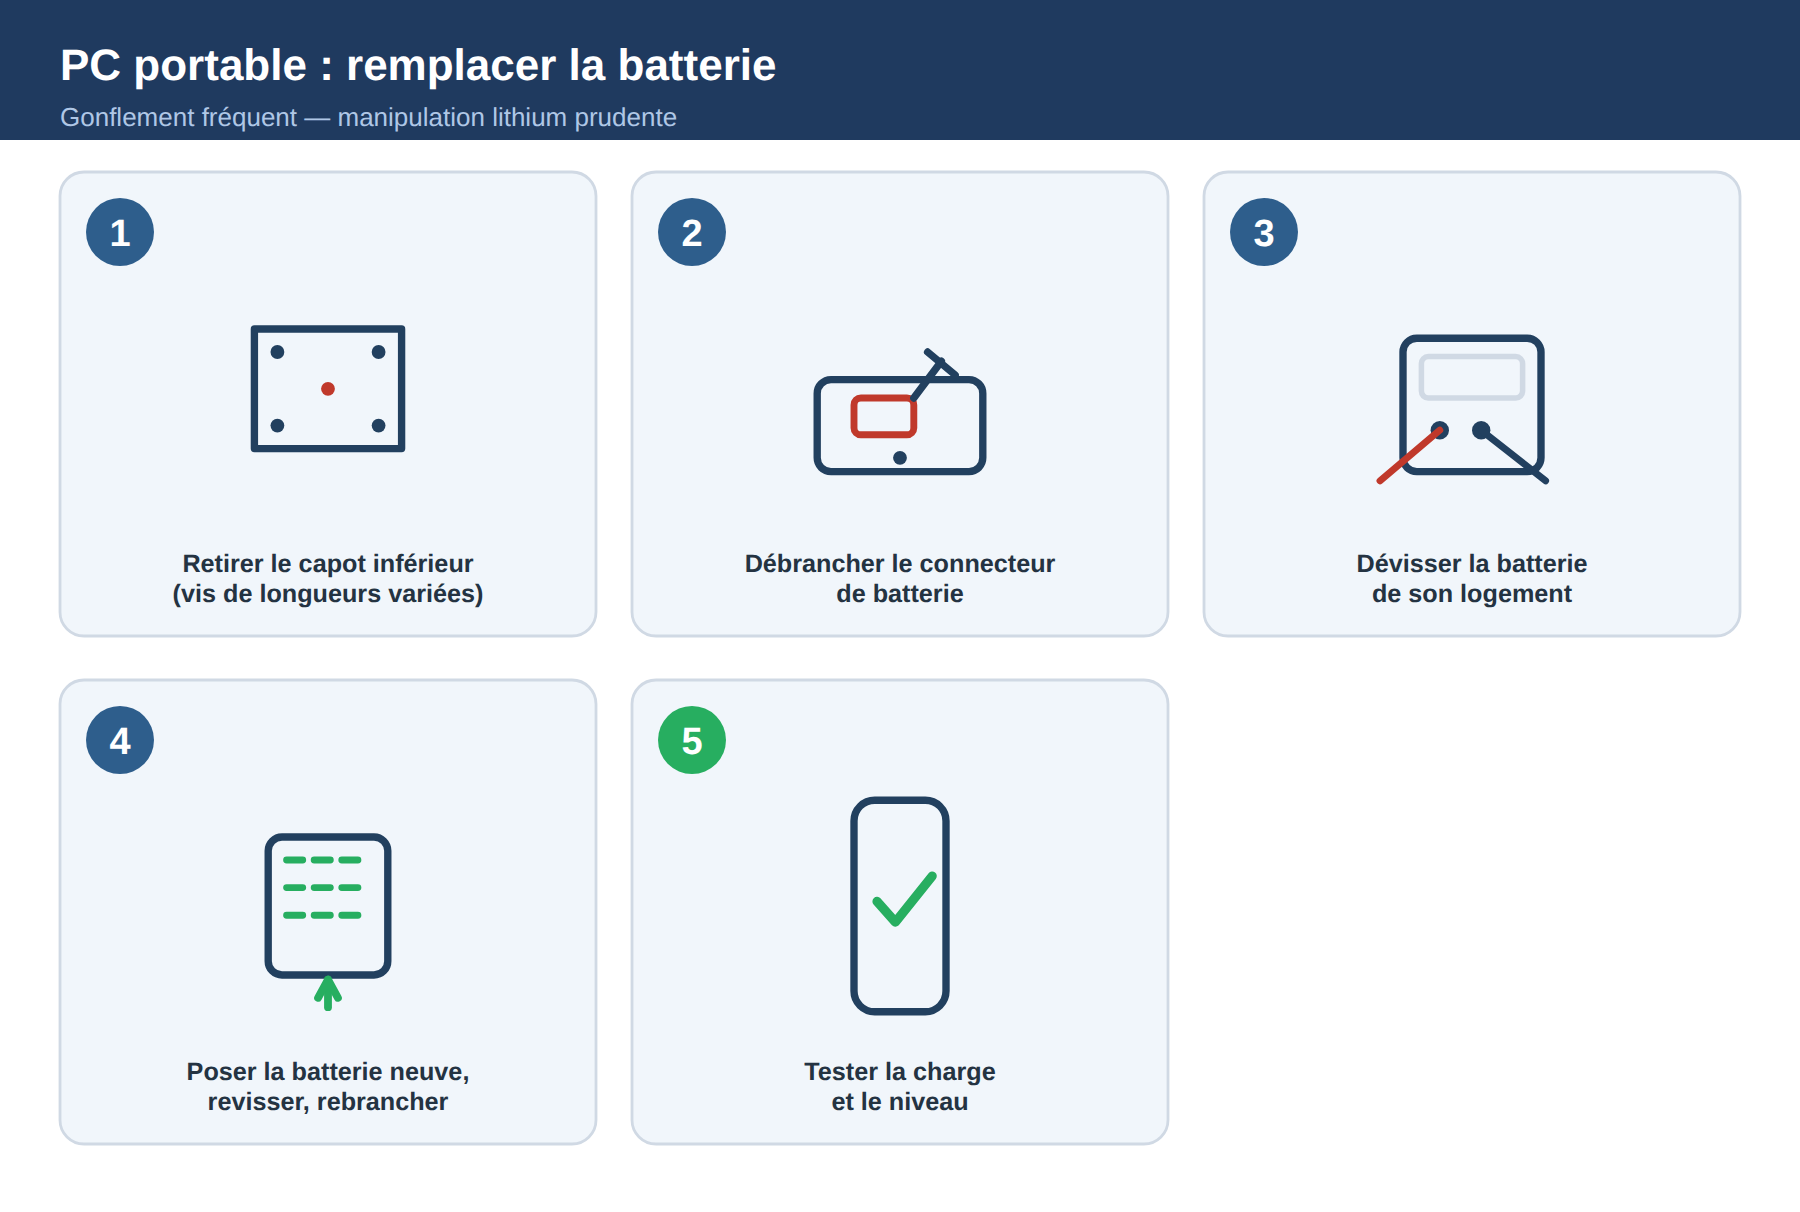 PC portable : remplacer la batterie
Gonflement fréquent — manipulation lithium prudente
1
Retirer le capot inférieur
(vis de longueurs variées)
2
Débrancher le connecteur
de batterie
3
Dévisser la batterie
de son logement
4
Poser la batterie neuve,
revisser, rebrancher
5
Tester la charge
et le niveau